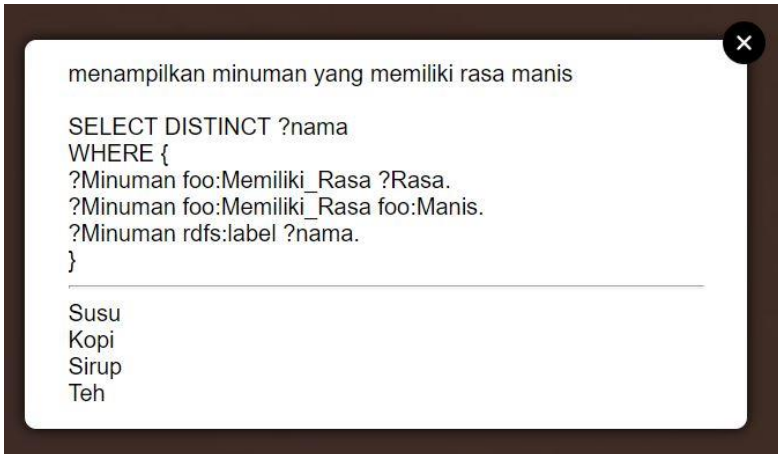 menampilkan minuman yang memiliki rasa manis
SELECT DISTINCT ?nama
WHERE {
?Minuman foo:Memiliki_Rasa ?Rasa.
?Minuman foo:Memiliki_Rasa foo:Manis.
?Minuman rdfs:label ?nama.
}
Susu
Kopi
Sirup
Teh